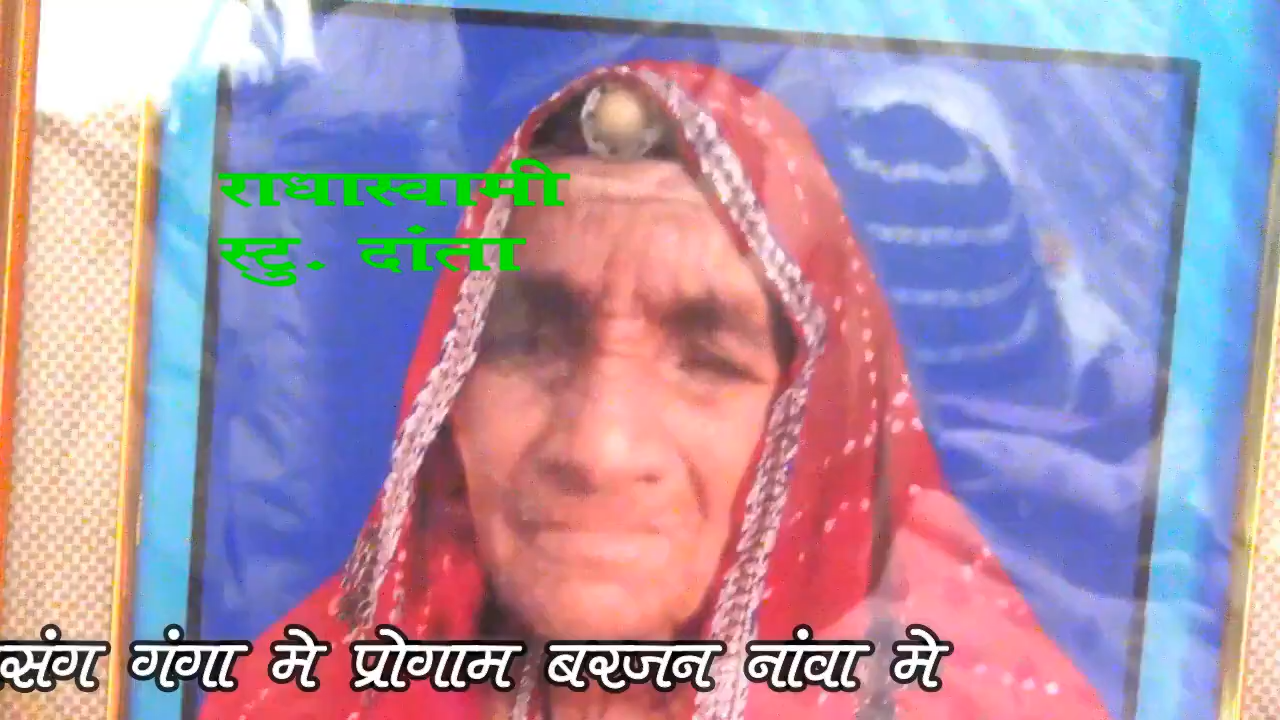 राधास्वामी
स्टु. दांता
संग गंगा मे प्रोगाम बरजन नांवा मे